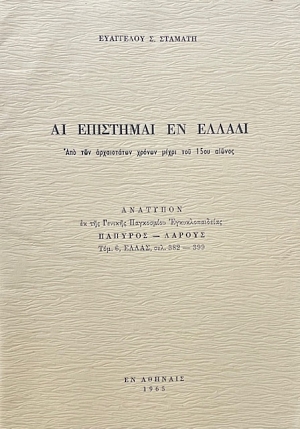 ΕΥΑΓΓΕΛΟΥ Σ. ΣΤΑΜΑΤΗ
ΑΙ ΕΠΙΣΤΗΜΑΙ ΕΝ ΕΛΛΑΔΙ
Ἀπὸ τῶν ἀρχαιοτάτων χρόνων μέχρι τοῦ 15ου αἰῶνος
ΑΝΑΤΥΠΟΝ
ἐκ τῆς Γενικῆς Παγκοσμίου Ἐγκυκλοπαιδείας
ΠΑΠΥΡΟΣ — ΛΑΡΟΥΣ
Τόμ. 6, ΕΛΛΑΣ, σελ. 382 — 393
ΕΝ ΑΘΗΝΑΙΣ
1965